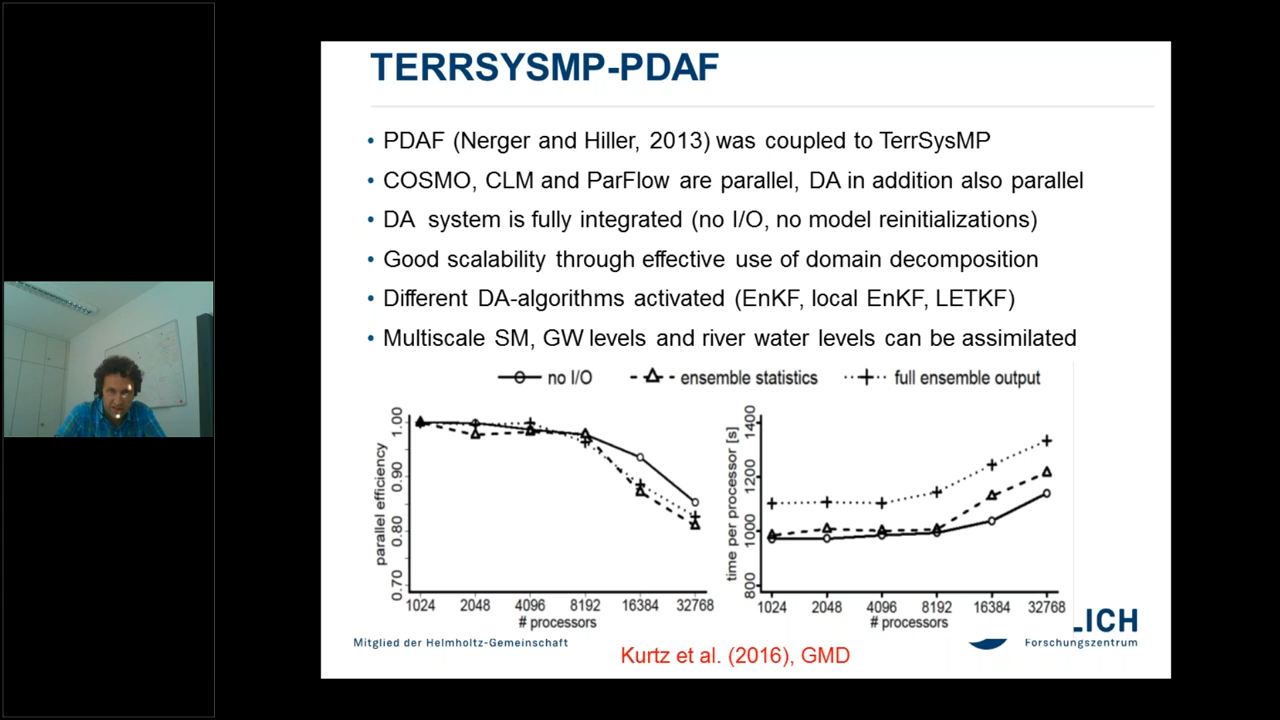 TERRSYSMP-PDAF
• PDAF (Nerger and Hiller, 2013) was coupled to TerrSysMP
• COSMO, CLM and ParFlow are parallel, DA in addition also parallel
• DA system is fully integrated (no I/O, no model reinitializations)
• Good scalability through effective use of domain decomposition
• Different DA-algorithms activated (EnKF, local EnKF, LETKF)
• Multiscale SM, GW levels and river water levels can be assimilated
no I/O ensemble statistics full ensemble output
parallel efficiency
1.00
0.90
0.80
0.70
1024 2048 4096 8192 16384 32768
# processors
time per processor [s]
1400
1200
1000
800
1024 2048 4096 8192 16384 32768
# processors
LICH
Forschungszentrum
Mitglied der Helmholtz-Gemeinschaft
Kurtz et al. (2016), GMD